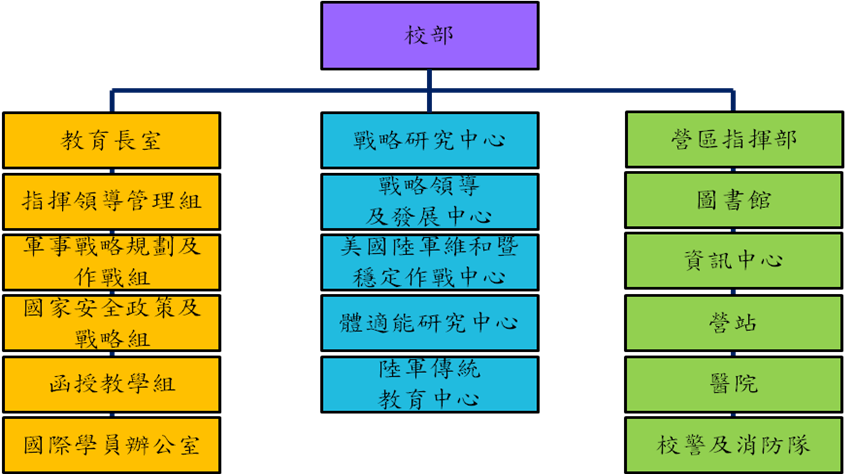 校部
教育長室
指揮領導管理組
軍事戰略規劃及
作戰組
國家安全政策及
戰略組
函授教學組
國際學員辦公室
戰略研究中心
戰略領導
及發展中心
美國陸軍維和暨
穩定作戰中心
體適能研究中心
陸軍傳統
教育中心
營區指揮部
圖書館
資訊中心
營站
醫院
校警及消防隊